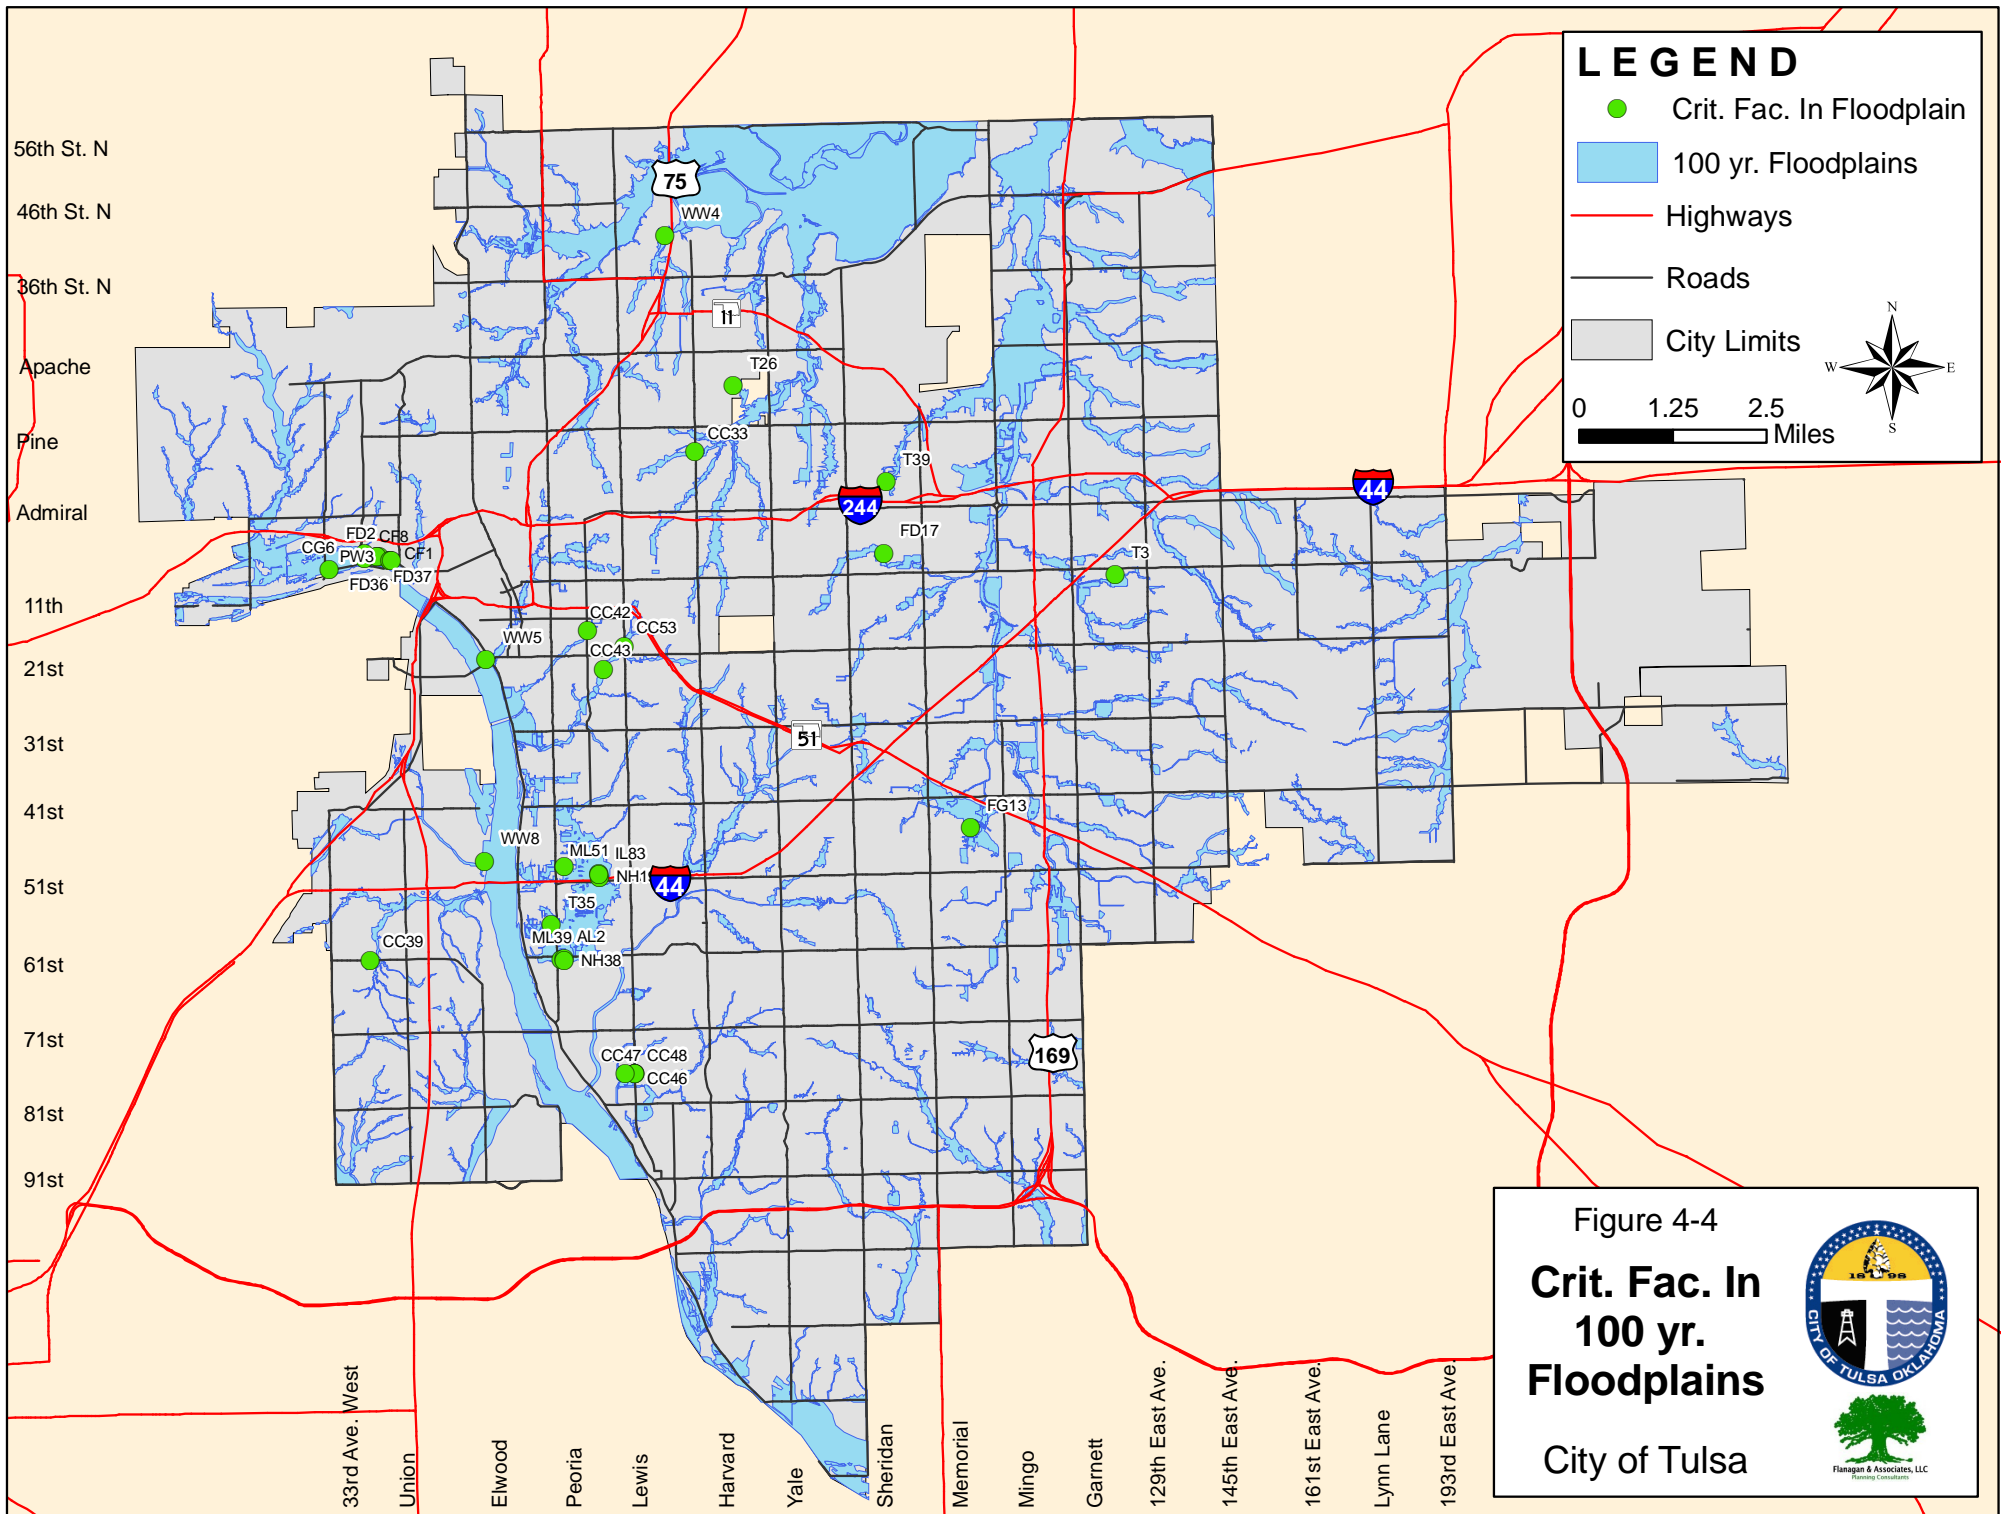 LEGEND
Crit. Fac. In Floodplain
100 yr. Floodplains
Highways
Roads
City Limits
N
W E
S
0 1.25 2.5
Miles
56th St. N
46th St. N
36th St. N
Apache
Pine
Admiral
11th
21st
31st
41st
51st
61st
71st
81st
91st
75
WW4
11
T26
CC33
T39
244
44
FD17
T3
FD2
CF8
CG6
PW3
CF1
FD36
FD37
CC42
CC53
WW5
CC43
51
FG13
WW8
ML51
IL83
NH1
44
T35
ML39
AL2
NH38
CC39
CC47
CC48
CC46
169
33rd Ave. West
Union
Elwood
Peoria
Lewis
Harvard
Yale
Sheridan
Memorial
Mingo
Garnett
129th East Ave.
145th East Ave.
161st East Ave.
Lynn Lane
193rd East Ave.
Figure 4-4
Crit. Fac. In
100 yr.
Floodplains
City of Tulsa
1898
CITY OF TULSA OKLAHOMA
Flanagan & Associates, LLC
Planning Consultants